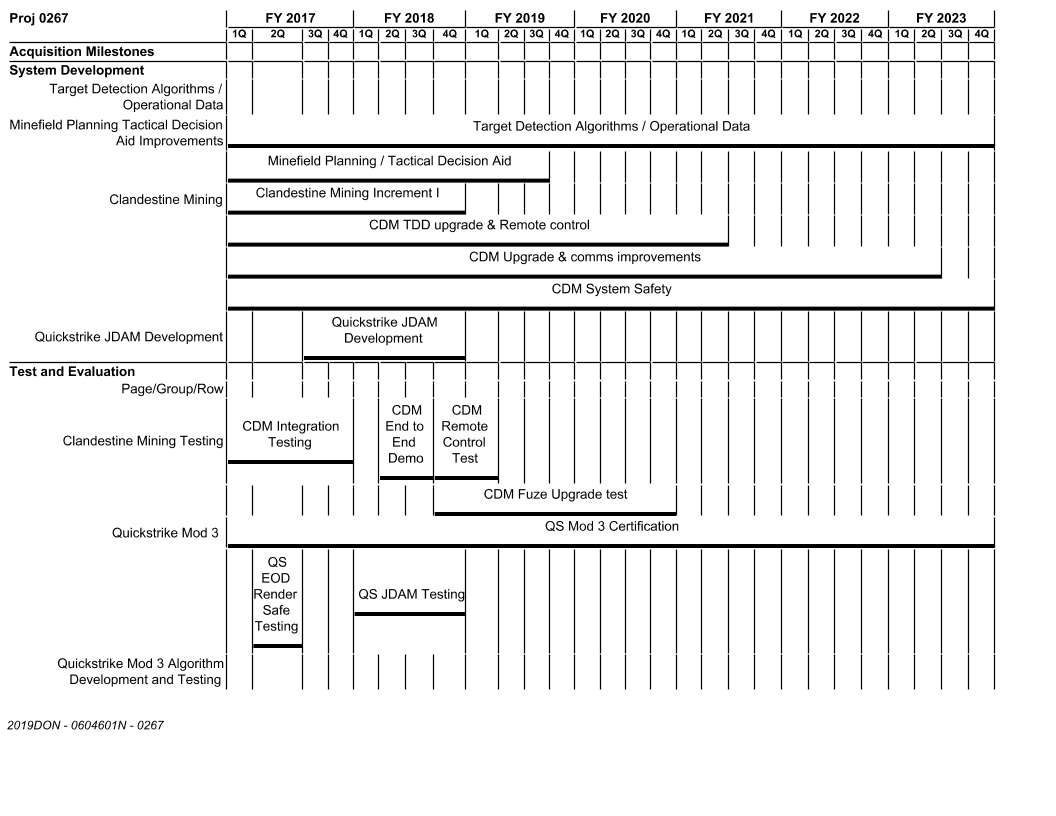 Proj 0267
FY 2017 FY 2018 FY 2019 FY 2020 FY 2021 FY 2022 FY 2023
1Q 2Q 3Q 4Q 1Q 2Q 3Q 4Q 1Q 2Q 3Q 4Q 1Q 2Q 3Q 4Q 1Q 2Q 3Q 4Q 1Q 2Q 3Q 4Q 1Q 2Q 3Q 4Q
Acquisition Milestones
System Development
Target Detection Algorithms /
Operational Data
Minefield Planning Tactical Decision
Aid Improvements
Target Detection Algorithms / Operational Data
Minefield Planning / Tactical Decision Aid
Clandestine Mining
Clandestine Mining Increment I
CDM TDD upgrade & Remote control
CDM Upgrade & comms improvements
CDM System Safety
Quickstrike JDAM Development
Quickstrike JDAM
Development
Test and Evaluation
Page/Group/Row
Clandestine Mining Testing
CDM Integration
Testing
CDM
End to
End
Demo
CDM
Remote
Control
Test
CDM Fuze Upgrade test
Quickstrike Mod 3
QS Mod 3 Certification
QS
EOD
Render
Safe
Testing
QS JDAM Testing
Quickstrike Mod 3 Algorithm
Development and Testing
2019DON - 0604601N - 0267